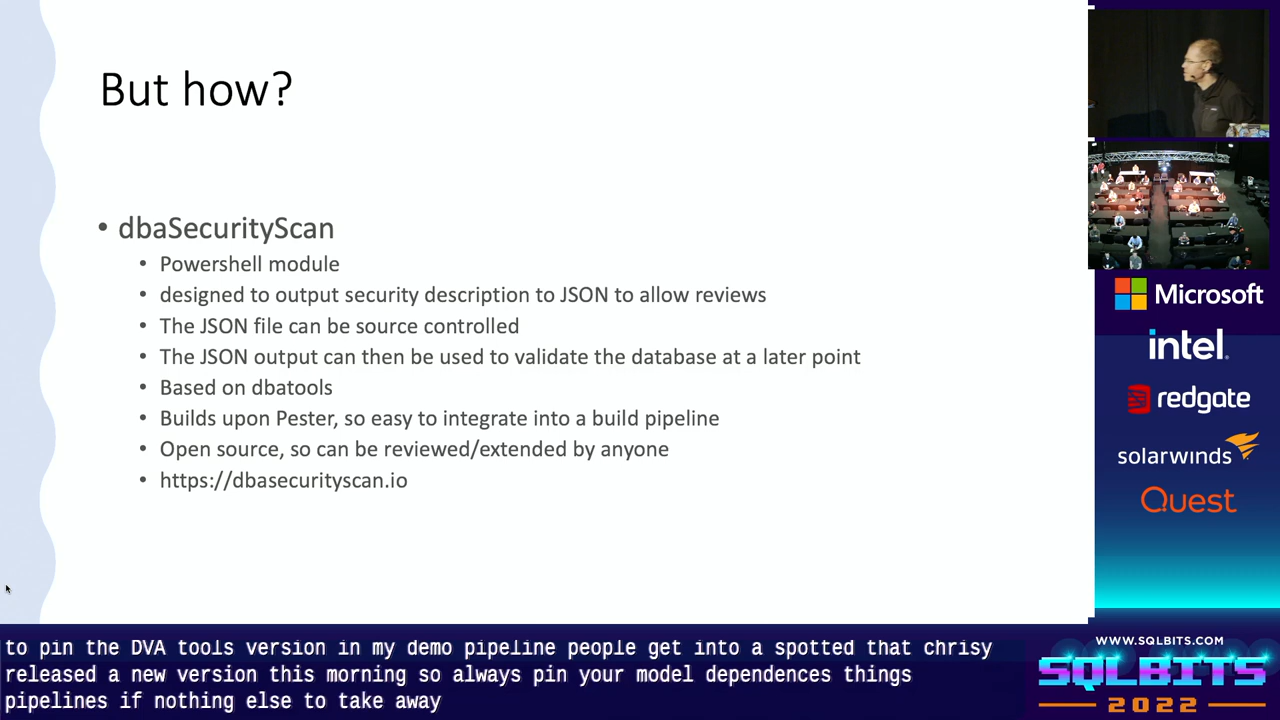 But how?
• dbaSecurityScan
• Powershell module
• designed to output security description to JSON to allow reviews
• The JSON file can be source controlled
• The JSON output can then be used to validate the database at a later point
• Based on dbatools
• Builds upon Pester, so easy to integrate into a build pipeline
• Open source, so can be reviewed/extended by anyone
• https://dbasecurityscan.io
Microsoft
intel.
redgate
solarwinds
Quest
to pin the DVA tools version in my demo pipeline people get into a spotted that chrisy
released a new version this morning so always pin your model dependences things
pipelines if nothing else to take away
WWW.SQLBITS.COM
SQLBITS
2022